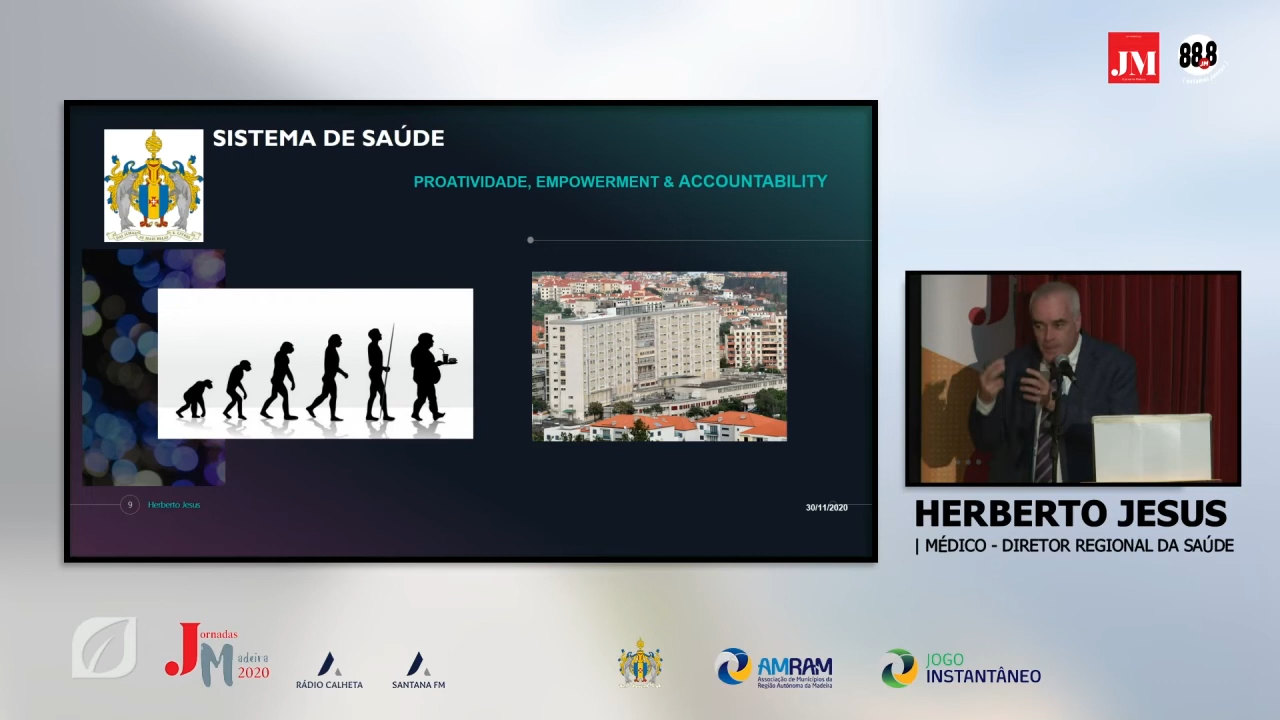 JM
88.8
JM
SISTEMA DE SAÚDE
PROATIVIDADE, EMPOWERMENT & ACCOUNTABILITY
9
Herberto Jesus
30/11/2020
HERBERTO JESUS
| MÉDICO - DIRETOR REGIONAL DA SAÚDE
Jornadas
Madeira
2020
RÁDIO CALHETA
SANTANA FM
AMRAM
Associação de Municípios da
Região Autónoma da Madeira
JOGO
INSTANTÂNEO